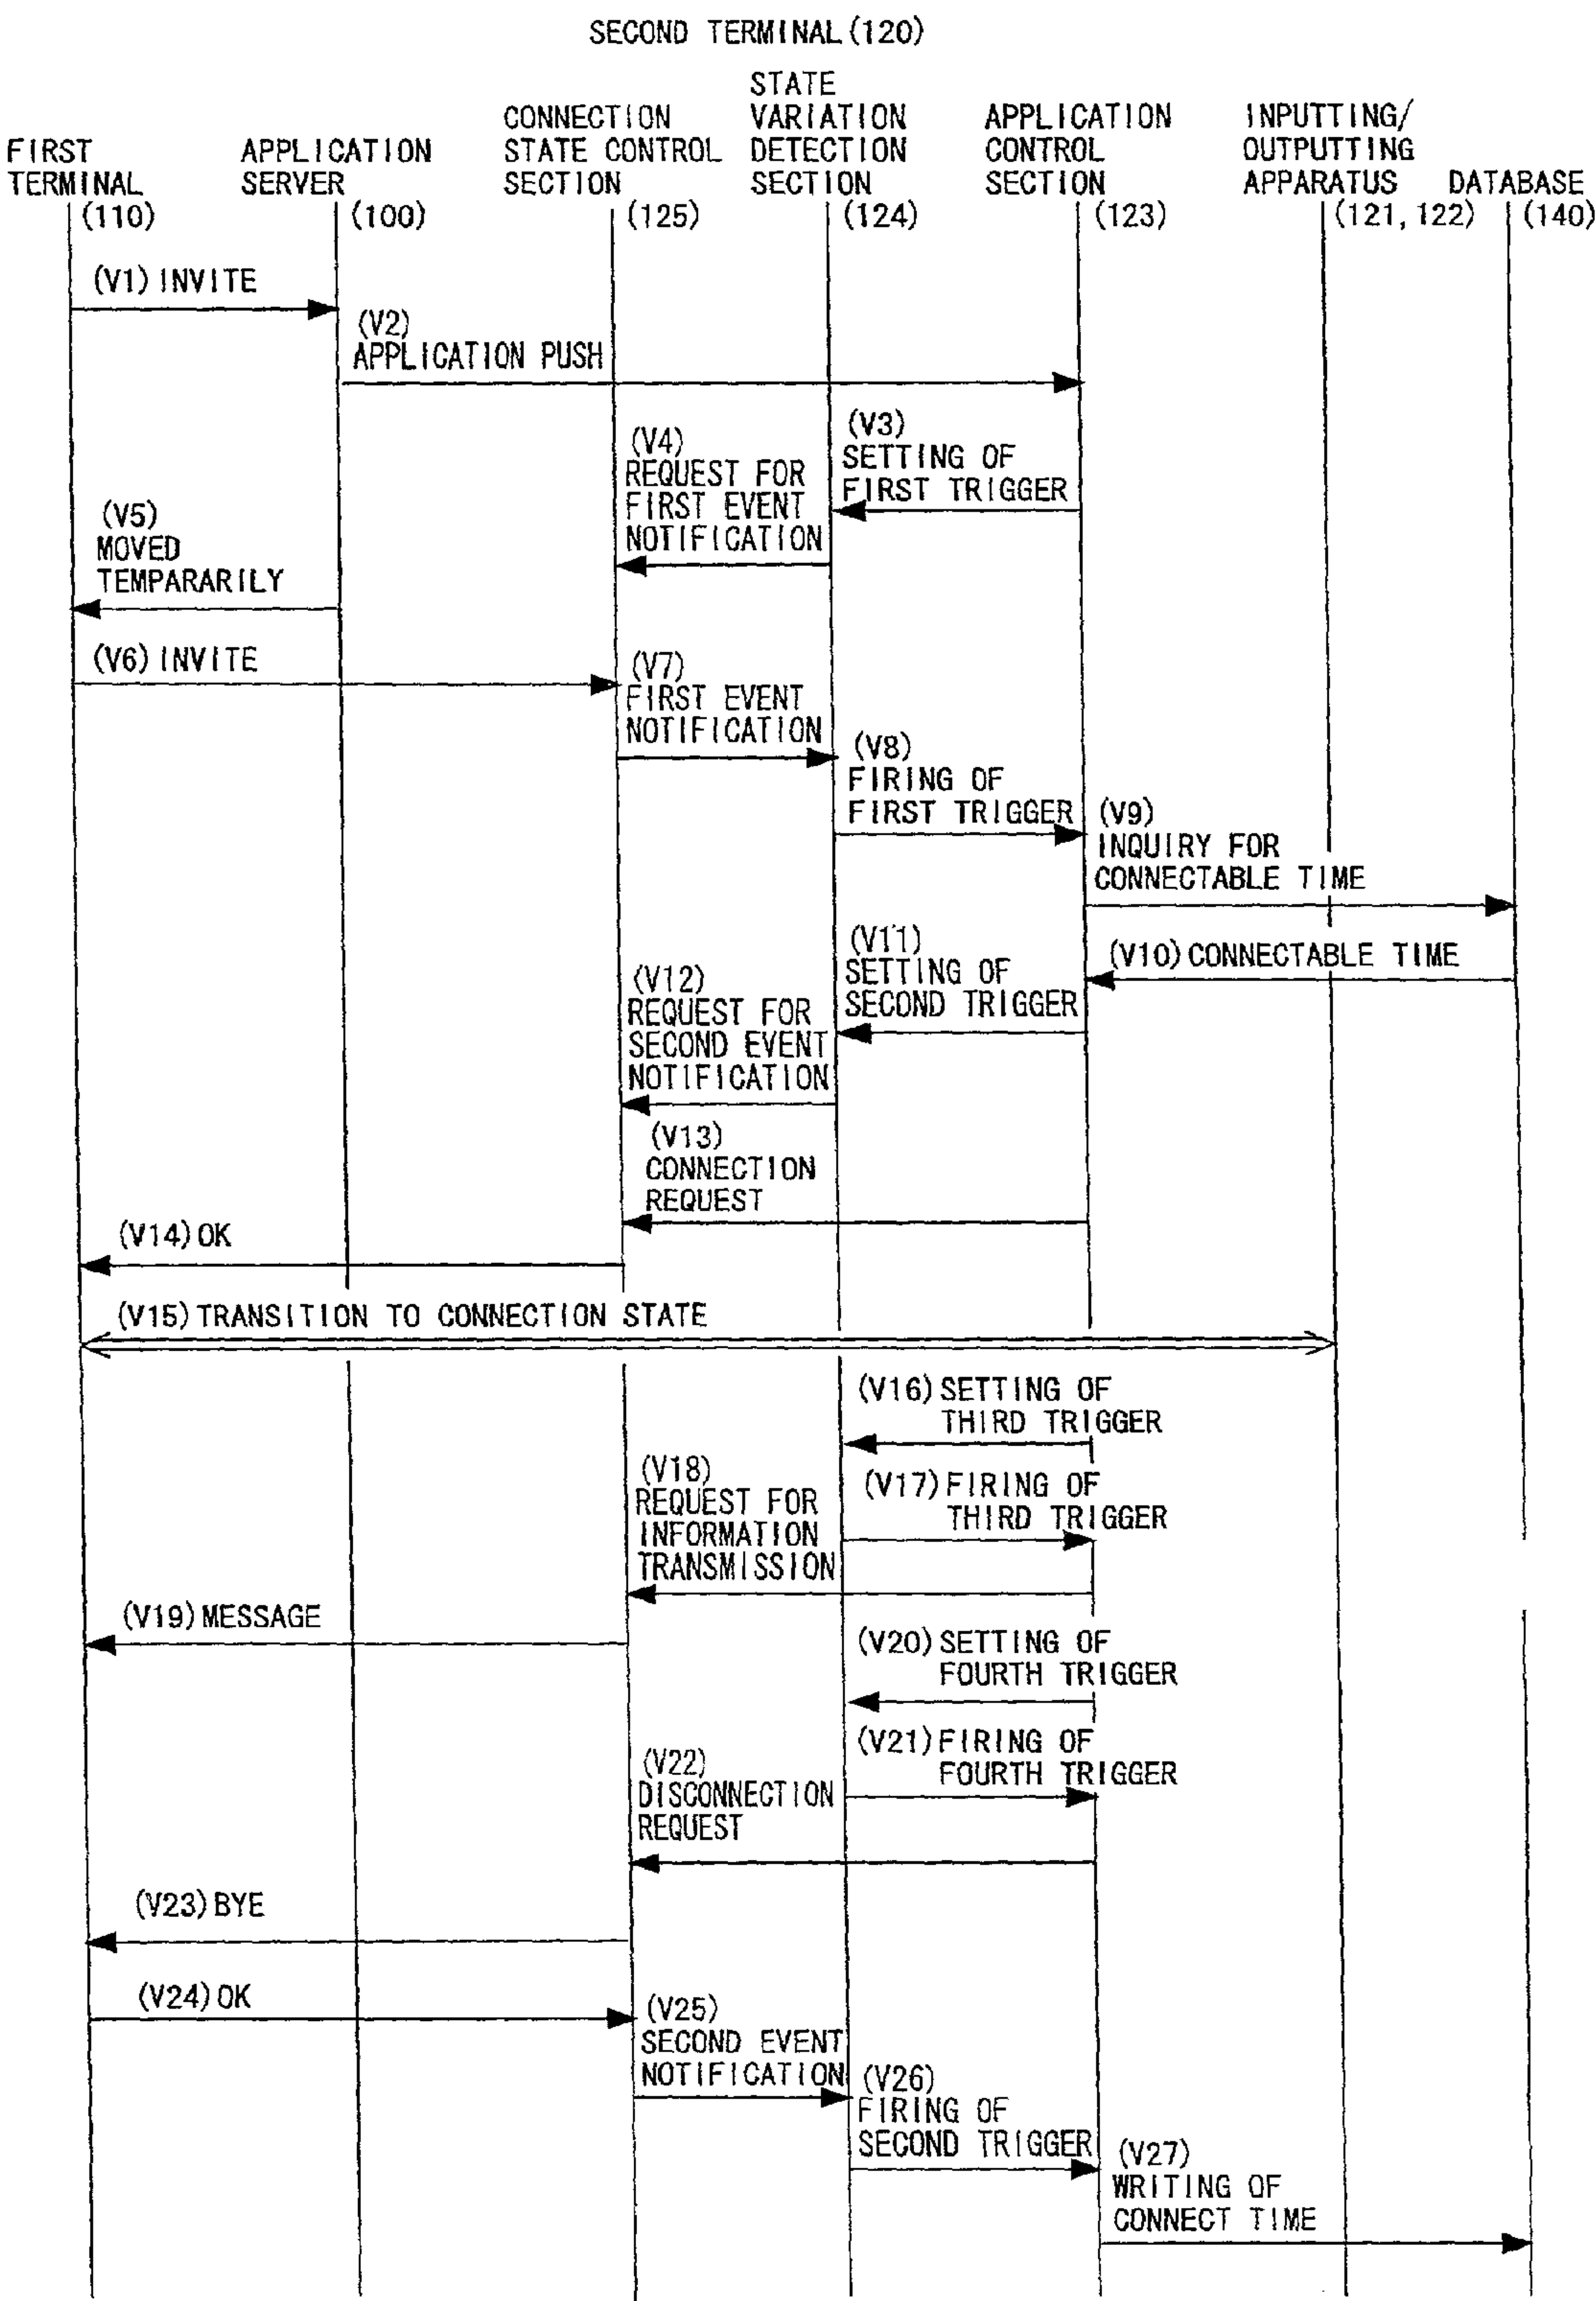 SECOND TERMINAL(120)
FIRST
TERMINAL
(110)
APPLICATION
SERVER
(100)
CONNECTION
STATE CONTROL
SECTION
(125)
STATE
VARIATION
DETECTION
SECTION
(124)
APPLICATION
CONTROL
SECTION
(123)
INPUTTING/
OUTPUTTING
APPARATUS
(121, 122)
DATABASE
(140)
(V1) INVITE
(V2)
APPLICATION PUSH
(V3)
SETTING OF
FIRST TRIGGER
(V4)
REQUEST FOR
FIRST EVENT
NOTIFICATION
(V5)
MOVED
TEMPARARILY
(V6) INVITE
(V7)
FIRST EVENT
NOTIFICATION
(V8)
FIRING OF
FIRST TRIGGER
(V9)
INQUIRY FOR
CONNECTABLE TIME
(V10) CONNECTABLE TIME
(V11)
SETTING OF
SECOND TRIGGER
(V12)
REQUEST FOR
SECOND EVENT
NOTIFICATION
(V13)
CONNECTION
REQUEST
(V14) OK
(V15) TRANSITION TO CONNECTION STATE
(V16) SETTING OF
THIRD TRIGGER
(V17) FIRING OF
THIRD TRIGGER
(V18)
REQUEST FOR
INFORMATION
TRANSMISSION
(V19) MESSAGE
(V20) SETTING OF
FOURTH TRIGGER
(V21) FIRING OF
FOURTH TRIGGER
(V22)
DISCONNECTION
REQUEST
(V23) BYE
(V24) OK
(V25)
SECOND EVENT
NOTIFICATION
(V26)
FIRING OF
SECOND TRIGGER
(V27)
WRITING OF
CONNECT TIME